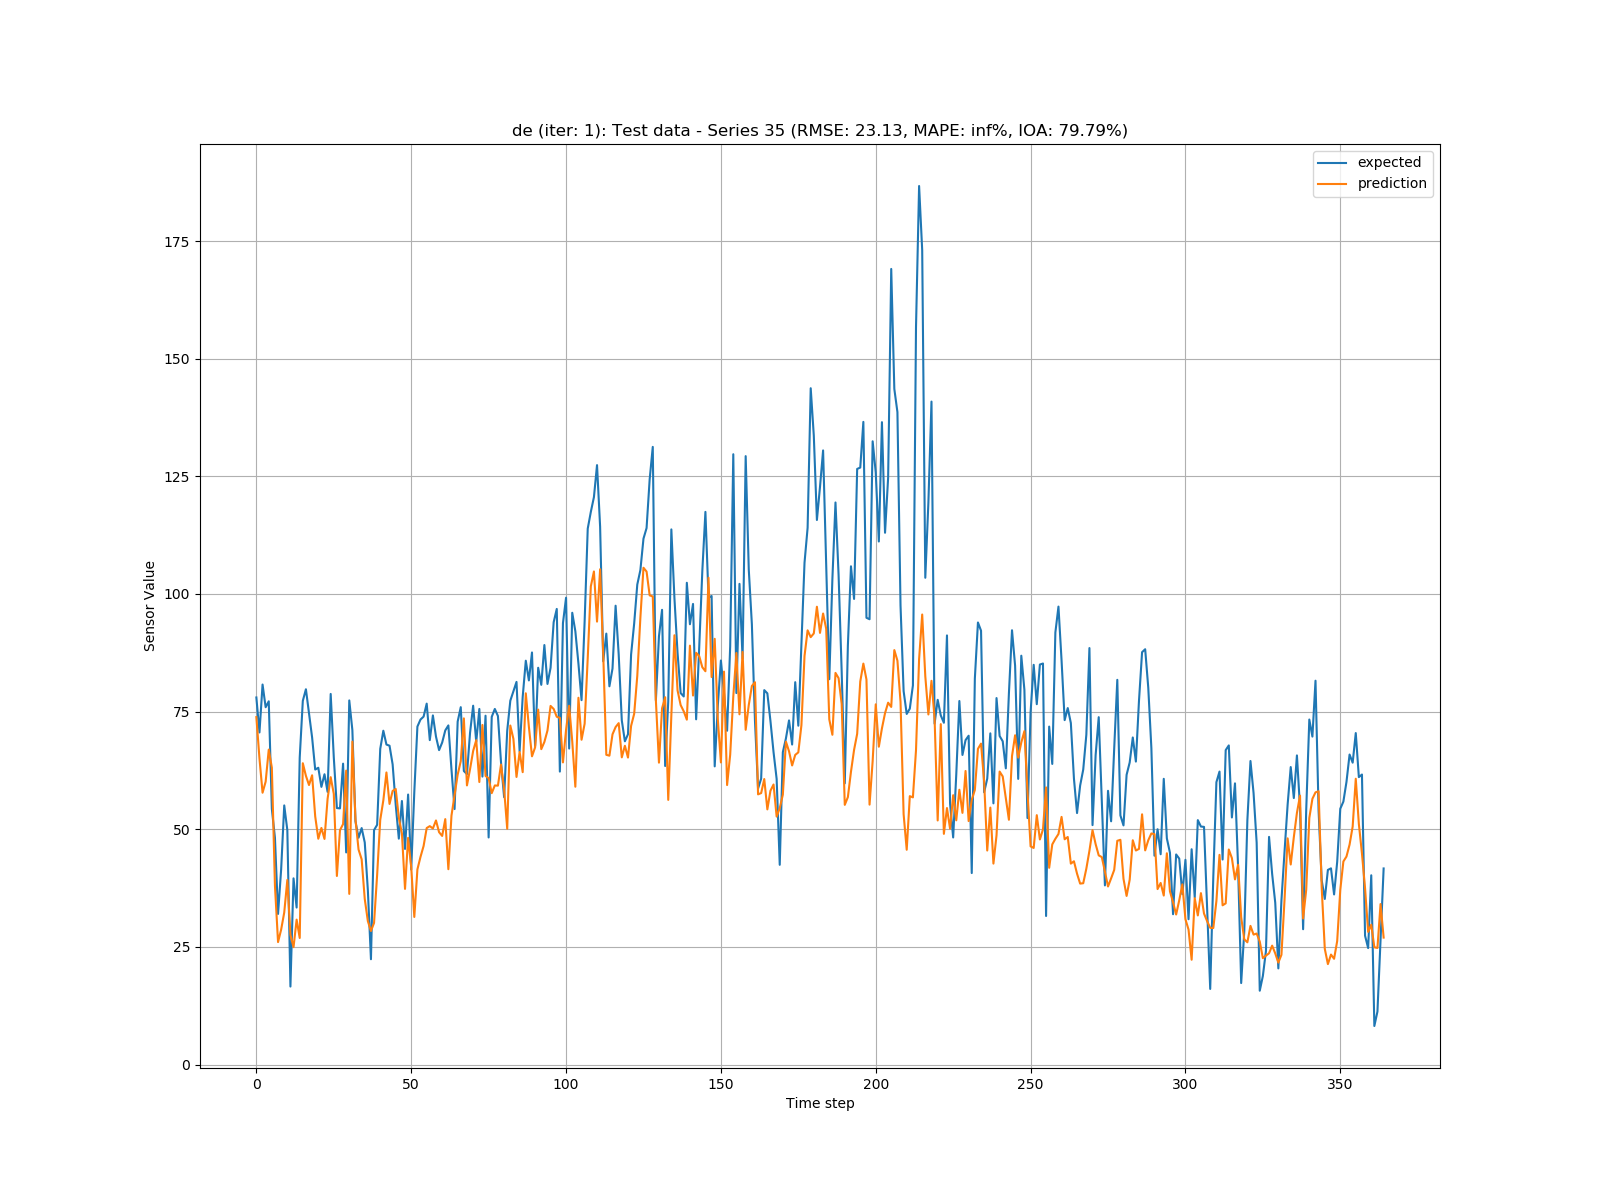 de (iter: 1): Test data - Series 35 (RMSE: 23.13, MAPE: inf%, IOA: 79.79%)
expected
prediction
175
150
125
100
75
50
25
0
Sensor Value
0 50 100 150 200 250 300 350
Time step